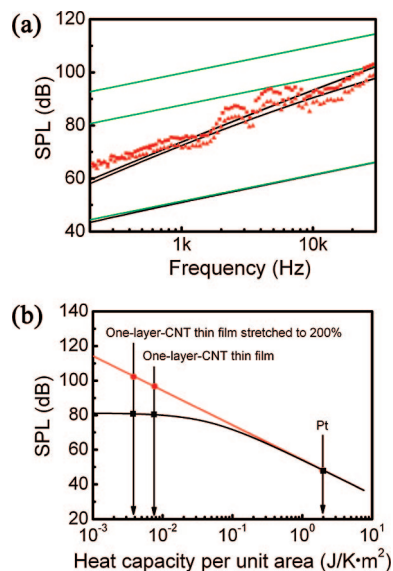 (a)
120
100
80
60
40
SPL (dB)
1k 10k
Frequency (Hz)
(b)
140
120
100
80
60
40
20
SPL (dB)
One-layer-CNT thin film stretched to 200%
One-layer-CNT thin film
Pt
10-3 10-2 10-1 100 101
Heat capacity per unit area (J/K·m2)